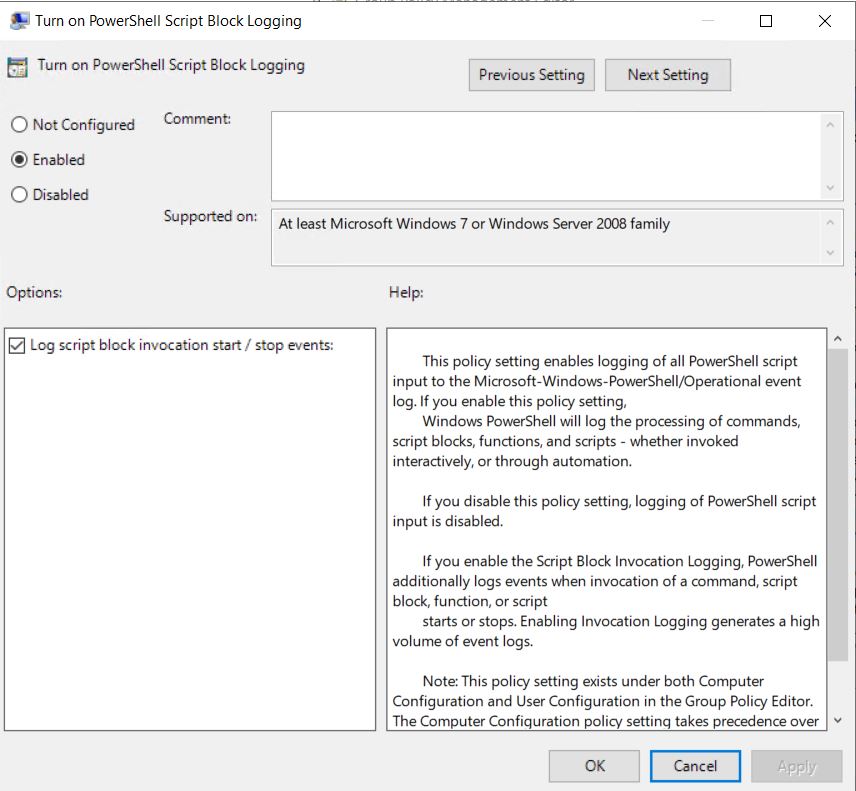 Turn on PowerShell Script Block Logging
Turn on PowerShell Script Block Logging
Previous Setting
Next Setting
Not Configured
Enabled
Disabled
Comment:
Supported on:
At least Microsoft Windows 7 or Windows Server 2008 family
Options:
Help:
Log script block invocation start / stop events:
This policy setting enables logging of all PowerShell script
input to the Microsoft-Windows-PowerShell/Operational event
log. If you enable this policy setting,
Windows PowerShell will log the processing of commands,
script blocks, functions, and scripts - whether invoked
interactively, or through automation.
If you disable this policy setting, logging of PowerShell script
input is disabled.
If you enable the Script Block Invocation Logging, PowerShell
additionally logs events when invocation of a command, script
block, function, or script
starts or stops. Enabling Invocation Logging generates a high
volume of event logs.
Note: This policy setting exists under both Computer
Configuration and User Configuration in the Group Policy Editor.
The Computer Configuration policy setting takes precedence over
OK
Cancel
Apply